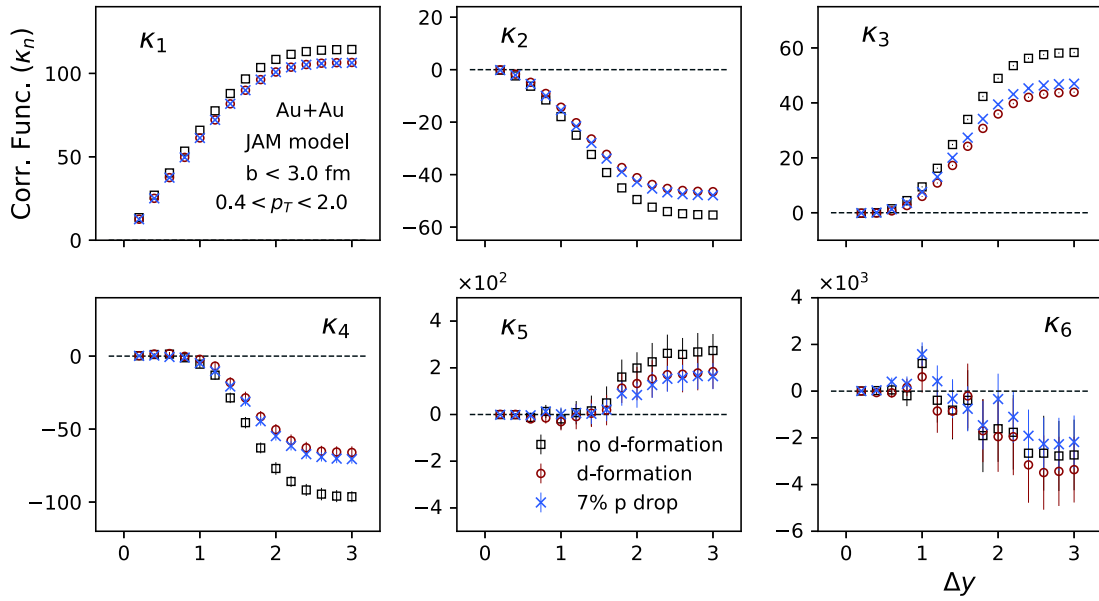 Corr. Func. (κn)
κ1
Au+Au
JAM model
b < 3.0 fm
0.4 < pT < 2.0
100
50
0
κ2
0
−20
−40
−60
κ3
60
40
20
0
κ4
0
−50
−100
0 1 2 3
×10²
κ5
4
2
0
−2
−4
no d-formation
d-formation
7% p drop
0 1 2 3
×10³
κ6
4
2
0
−2
−4
−6
0 1 2 3
Δy